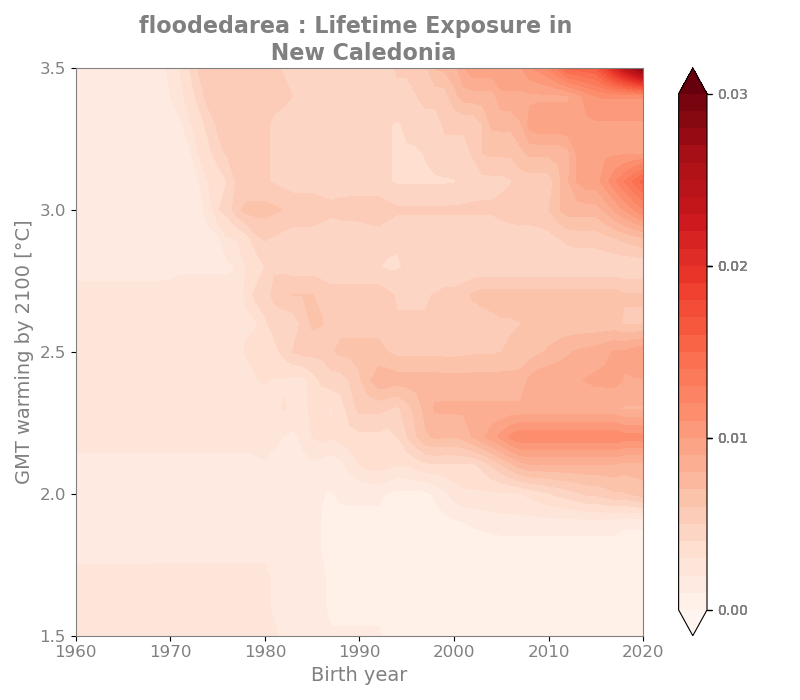 floodedarea : Lifetime Exposure in
New Caledonia
3.5
3.0
2.5
2.0
1.5
GMT warming by 2100 [°C]
1960 1970 1980 1990 2000 2010 2020
Birth year
0.03
0.02
0.01
0.00